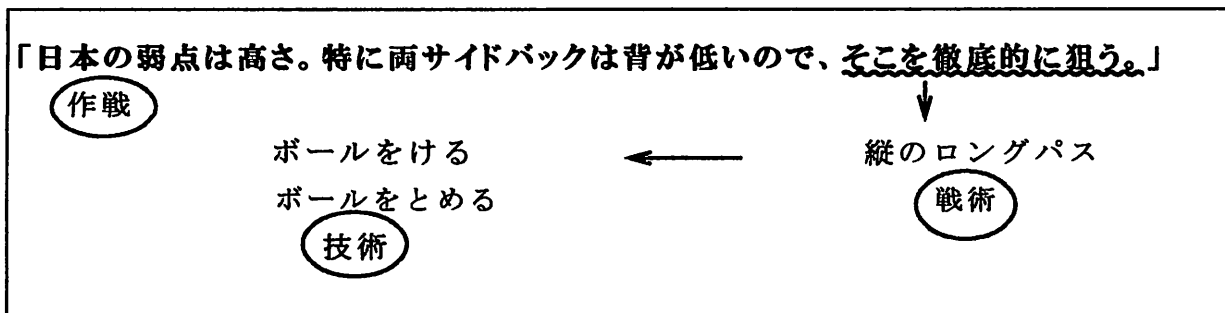 「日本の弱点は高さ。特に両サイドバックは背が低いので、そこを徹底的に狙う。」
作戦
ボールをける
縦のロングパス
ボールをとめる
戦術
技術